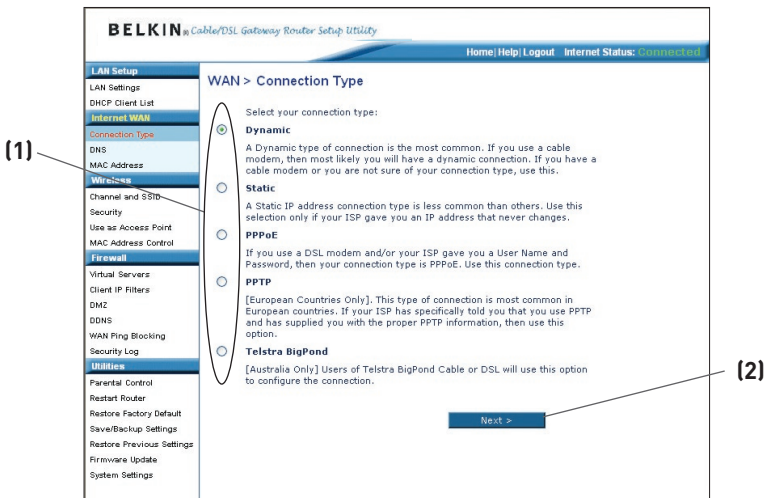 BELKIN® Cable/DSL Gateway Router Setup Utility
Home| Help| Logout Internet Status: Connected
LAN Setup
LAN Settings
DHCP Client List
Internet WAN
Connection Type
DNS
MAC Address
Wireless
Channel and SSID
Security
Use as Access Point
MAC Address Control
Firewall
Virtual Servers
Client IP Filters
DMZ
DDNS
WAN Ping Blocking
Security Log
Utilities
Parental Control
Restart Router
Restore Factory Default
Save/Backup Settings
Restore Previous Settings
Firmware Update
System Settings
(1)
WAN > Connection Type
Select your connection type:
Dynamic
A Dynamic type of connection is the most common. If you use a cable
modem, then most likely you will have a dynamic connection. If you have a
cable modem or you are not sure of your connection type, use this.
Static
A Static IP address connection type is less common than others. Use this
selection only if your ISP gave you an IP address that never changes.
PPPoE
If you use a DSL modem and/or your ISP gave you a User Name and
Password, then your connection type is PPPoE. Use this connection type.
PPTP
[European Countries Only]. This type of connection is most common in
European countries. If your ISP has specifically told you that you use PPTP
and has supplied you with the proper PPTP information, then use this
option.
Telstra BigPond
[Australia Only] Users of Telstra BigPond Cable or DSL will use this option
to configure the connection.
Next >
(2)